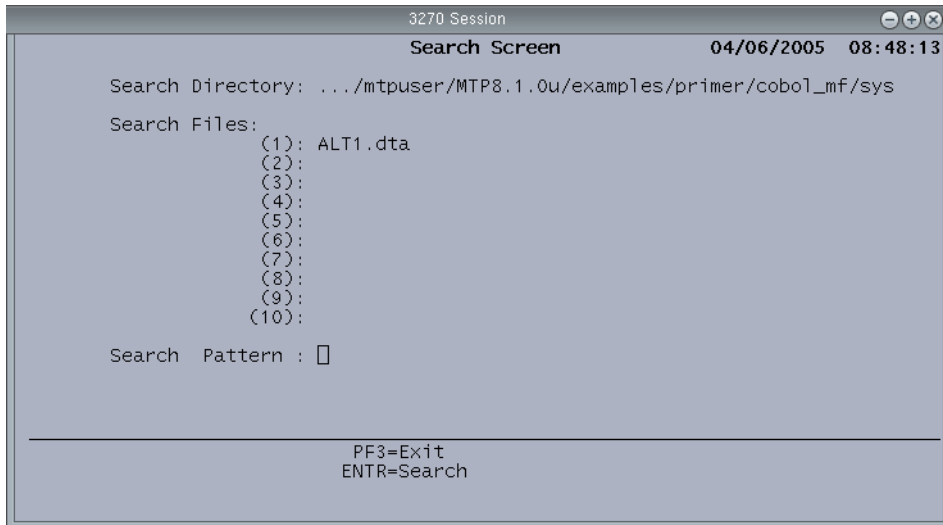 3270 Session
Search Screen 04/06/2005 08:48:13
Search Directory: .../mtpuser/MTP8.1.0u/examples/primer/cobol_mf/sys
Search Files:
(1): ALT1.dta
(2):
(3):
(4):
(5):
(6):
(7):
(8):
(9):
(10):
Search Pattern :
PF3=Exit
ENTR=Search